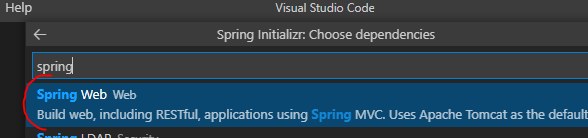 Help Visual Studio Code
Spring Initializr: Choose dependencies
spring
Spring Web Web
Build web, including RESTful, applications using Spring MVC. Uses Apache Tomcat as the default
Spring LDAP Security